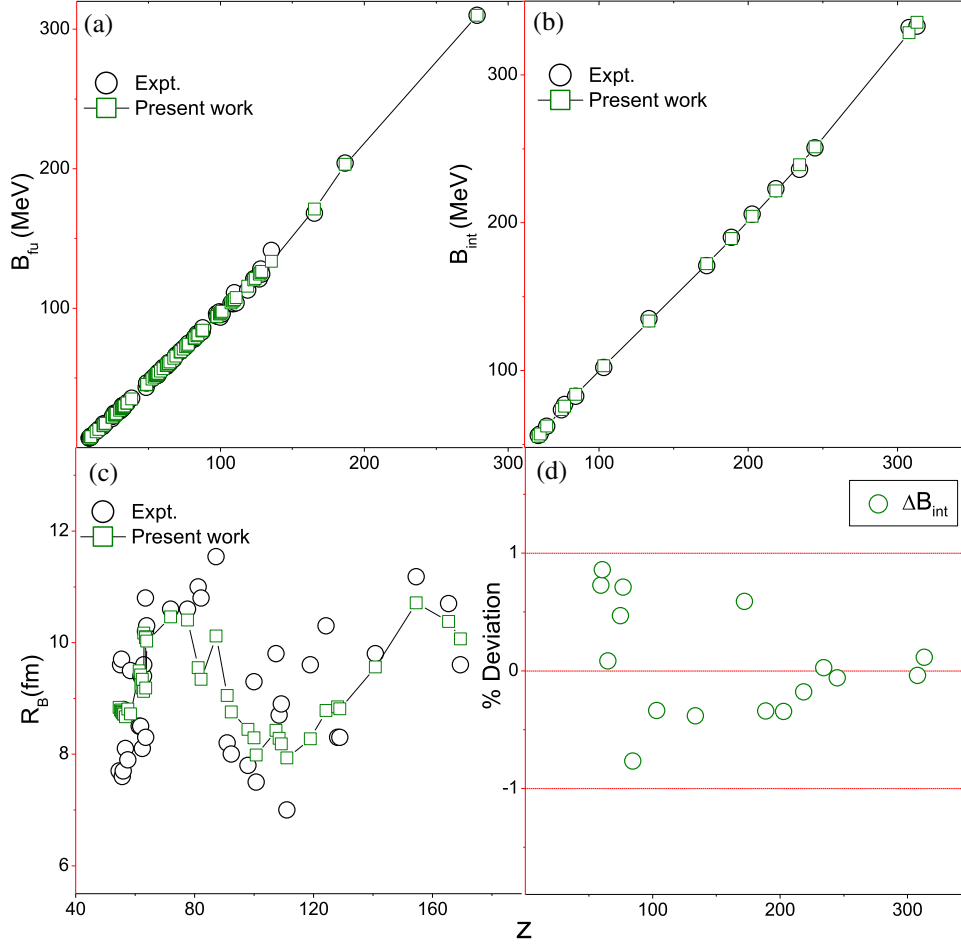 (a)
Expt.
Present work
B_fu (MeV)
300
200
100
100
200
300
(b)
Expt.
Present work
B_int (MeV)
300
200
100
100
200
300
(c)
Expt.
Present work
R_B(fm)
12
10
8
6
40
80
120
160
(d)
ΔB_int
% Deviation
1
0
-1
100
200
300
z